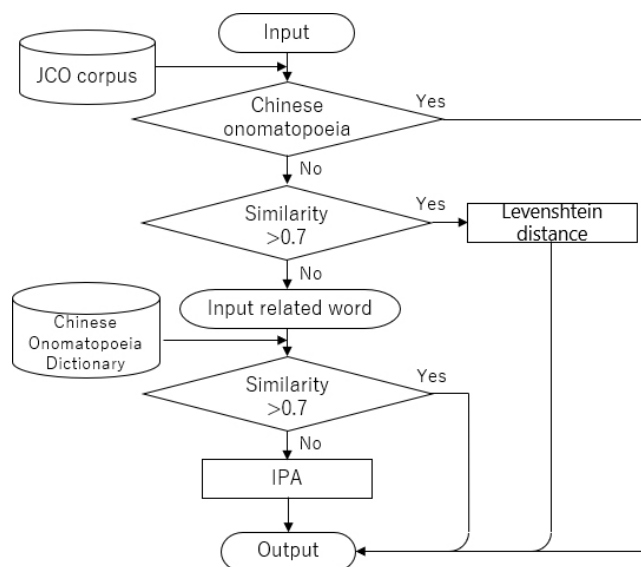 Input
JCO corpus
Chinese
onomatopoeia
Yes
No
Similarity
>0.7
Yes
Levenshtein
distance
No
Input related word
Chinese
Onomatopoeia
Dictionary
Similarity
>0.7
Yes
No
IPA
Output